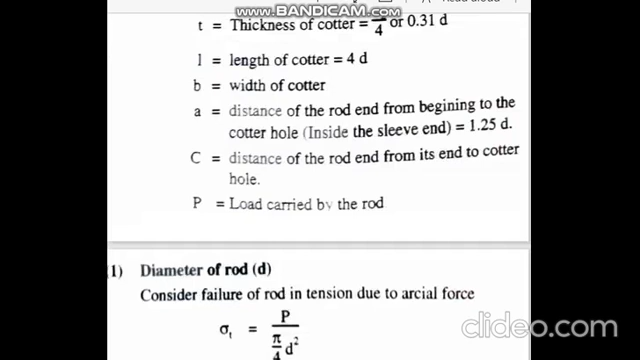 WWW.BANDICAM.COM
t = Thickness of cotter = — 4 or 0.31 d
l = length of cotter = 4 d
b = width of cotter
a = distance of the rod end from begining to the
cotter hole (Inside the sleeve end) = 1.25 d.
C = distance of the rod end from its end to cotter
hole.
P = Load carried by the rod
1) Diameter of rod (d)
Consider failure of rod in tension due to arcial force
σt = P / π/4 d²
clideo.com